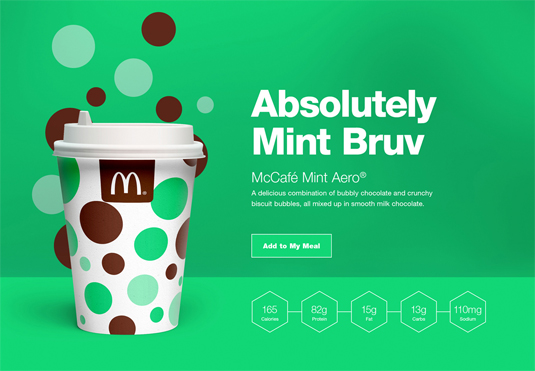 Absolutely
Mint Bruv
McCafé Mint Aero®
A delicious combination of bubbly chocolate and crunchy
biscuit bubbles, all mixed up in smooth milk chocolate.
Add to My Meal
165 82g 15g 13g 110mg
Calories Protein Fat Carbs Sodium